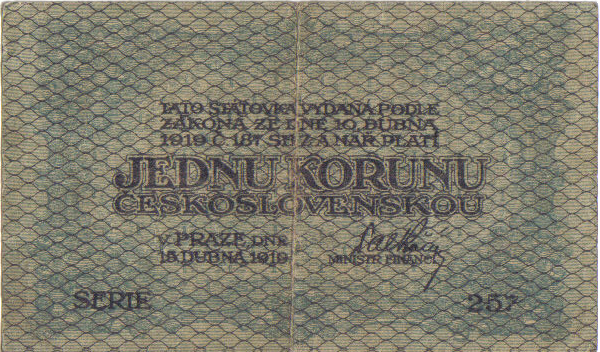 TATO STÁTOVKA VYDANÁ PODLE
ZÁKONA ZE DNE 10. DUBNA
1919 Č. 187 SB. Z. A NAŘ. PLATÍ
JEDNU KORUNU
ČESKOSLOVENSKOU
V PRAZE, DNE
15. DUBNA 1919
MINISTR FINANCÍ
SERIE 257